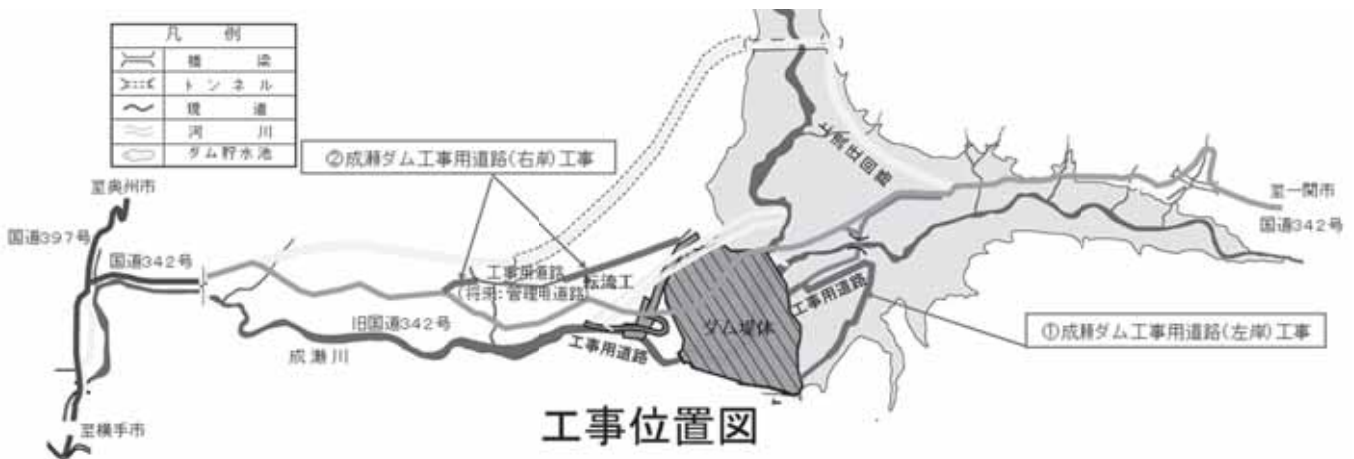 凡 例
橋 梁
トンネル
現 道
河 川
ダム貯水池
②成瀬ダム工事用道路(右岸)工事
至奥州市
国道397号
国道342号
工事用道路
(将来:管理用道路)
転流工
旧国道342号
成瀬川
工事用道路
ダム堤体
工事用道路
至一関市
国道342号
①成瀬ダム工事用道路(左岸)工事
至横手市
工事位置図